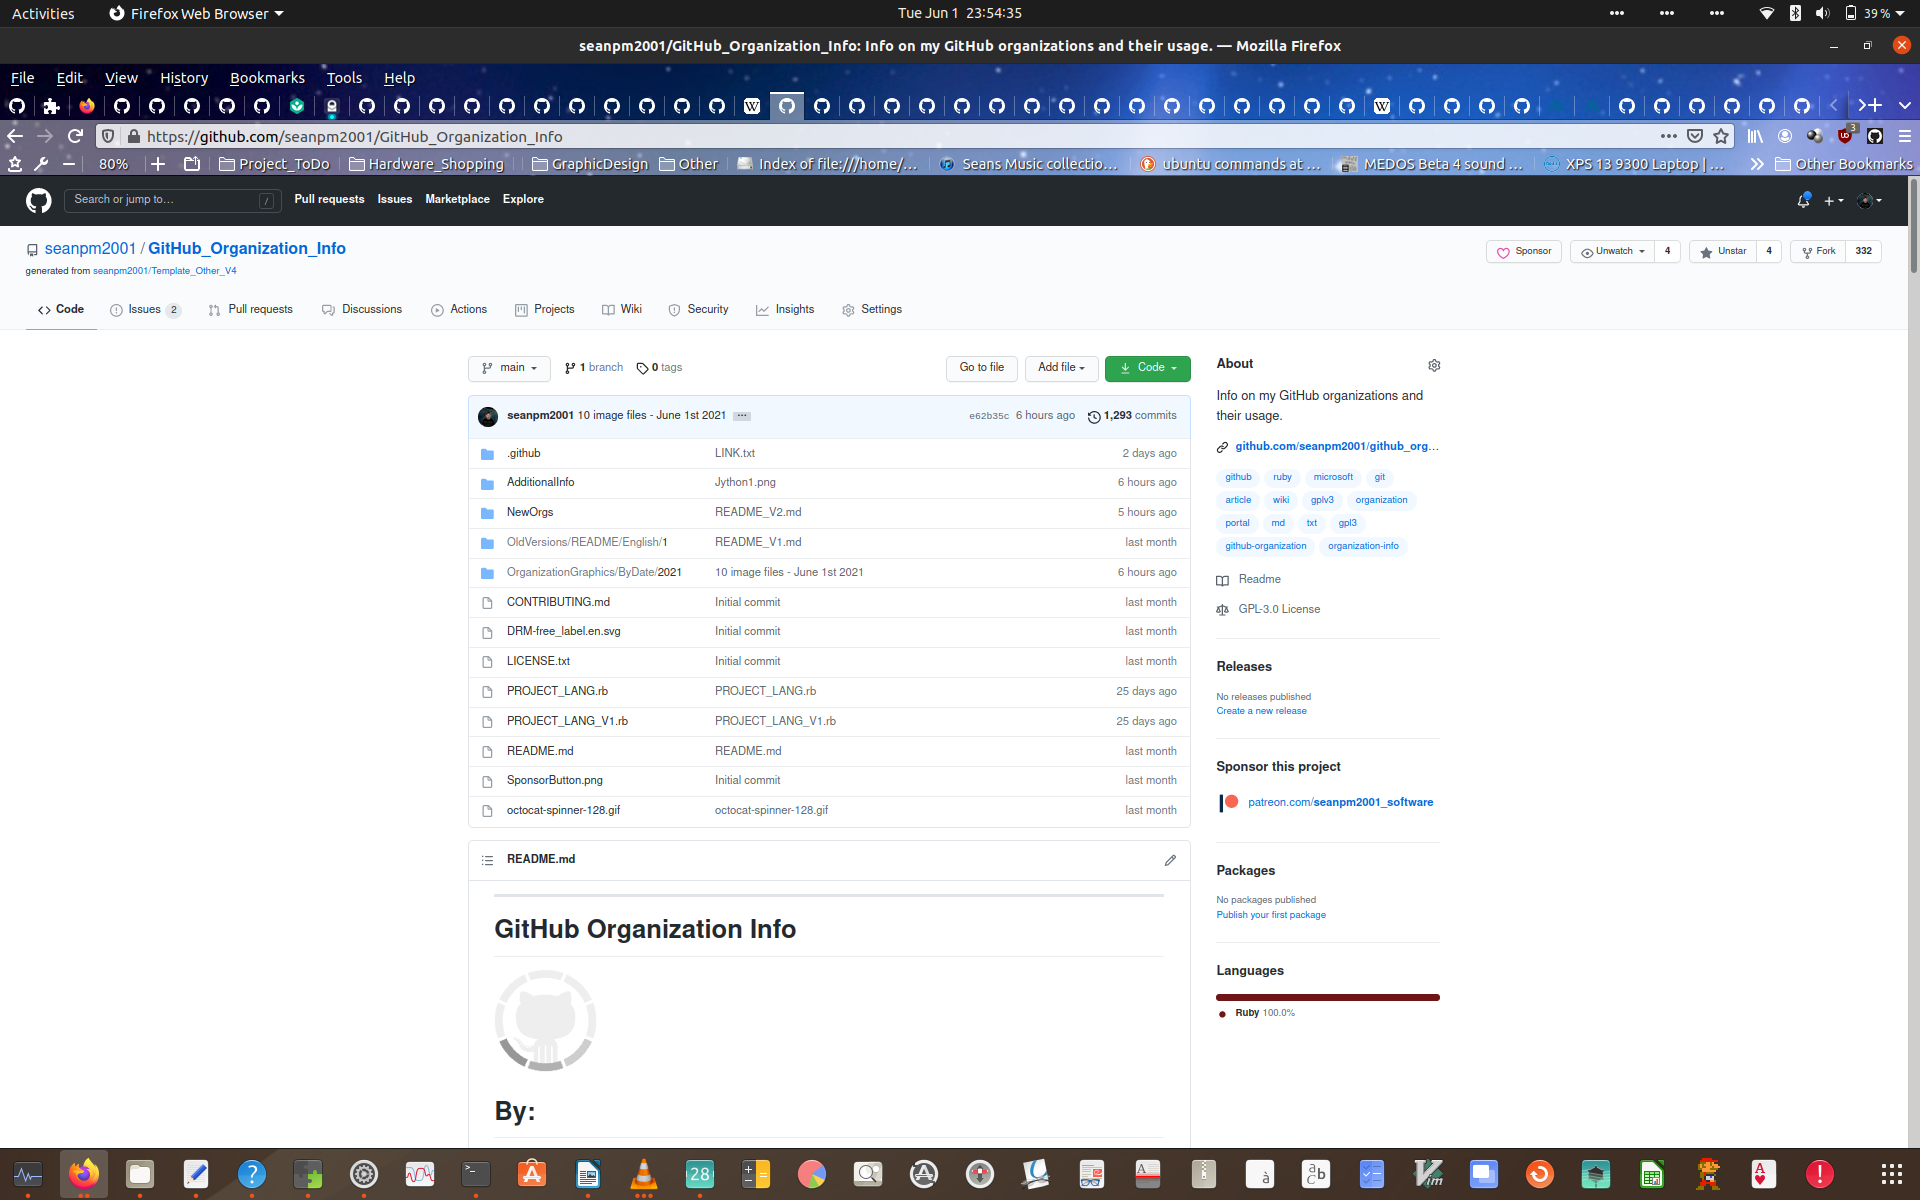 Activities Firefox Web Browser Tue Jun 1 23:54:35 39 %
seanpm2001/GitHub_Organization_Info: Info on my GitHub organizations and their usage. — Mozilla Firefox
File Edit View History Bookmarks Tools Help
https://github.com/seanpm2001/GitHub_Organization_Info 3
80% Project_ToDo Hardware_Shopping GraphicDesign Other Index of file:///home/... Seans Music collectio... ubuntu commands at ... MEDOS Beta 4 sound ... XPS 13 9300 Laptop | ... Other Bookmarks
Search or jump to... / Pull requests Issues Marketplace Explore
seanpm2001 / GitHub_Organization_Info Sponsor Unwatch 4 Unstar 4 Fork 332
generated from seanpm2001/Template_Other_V4
Code Issues 2 Pull requests Discussions Actions Projects Wiki Security Insights Settings
main 1 branch 0 tags Go to file Add file Code
seanpm2001 10 image files - June 1st 2021 ... e62b35c 6 hours ago 1,293 commits
.github LINK.txt 2 days ago
AdditionalInfo Jython1.png 6 hours ago
NewOrgs README_V2.md 5 hours ago
OldVersions/README/English/1 README_V1.md last month
OrganizationGraphics/ByDate/2021 10 image files - June 1st 2021 6 hours ago
CONTRIBUTING.md Initial commit last month
DRM-free_label.en.svg Initial commit last month
LICENSE.txt Initial commit last month
PROJECT_LANG.rb PROJECT_LANG.rb 25 days ago
PROJECT_LANG_V1.rb PROJECT_LANG_V1.rb 25 days ago
README.md README.md last month
SponsorButton.png Initial commit last month
octocat-spinner-128.gif octocat-spinner-128.gif last month
README.md
GitHub Organization Info
By:
About
Info on my GitHub organizations and
their usage.
github.com/seanpm2001/github_org...
github ruby microsoft git
article wiki gplv3 organization
portal md txt gpl3
github-organization organization-info
Readme
GPL-3.0 License
Releases
No releases published
Create a new release
Sponsor this project
patreon.com/seanpm2001_software
Packages
No packages published
Publish your first package
Languages
Ruby 100.0%
28